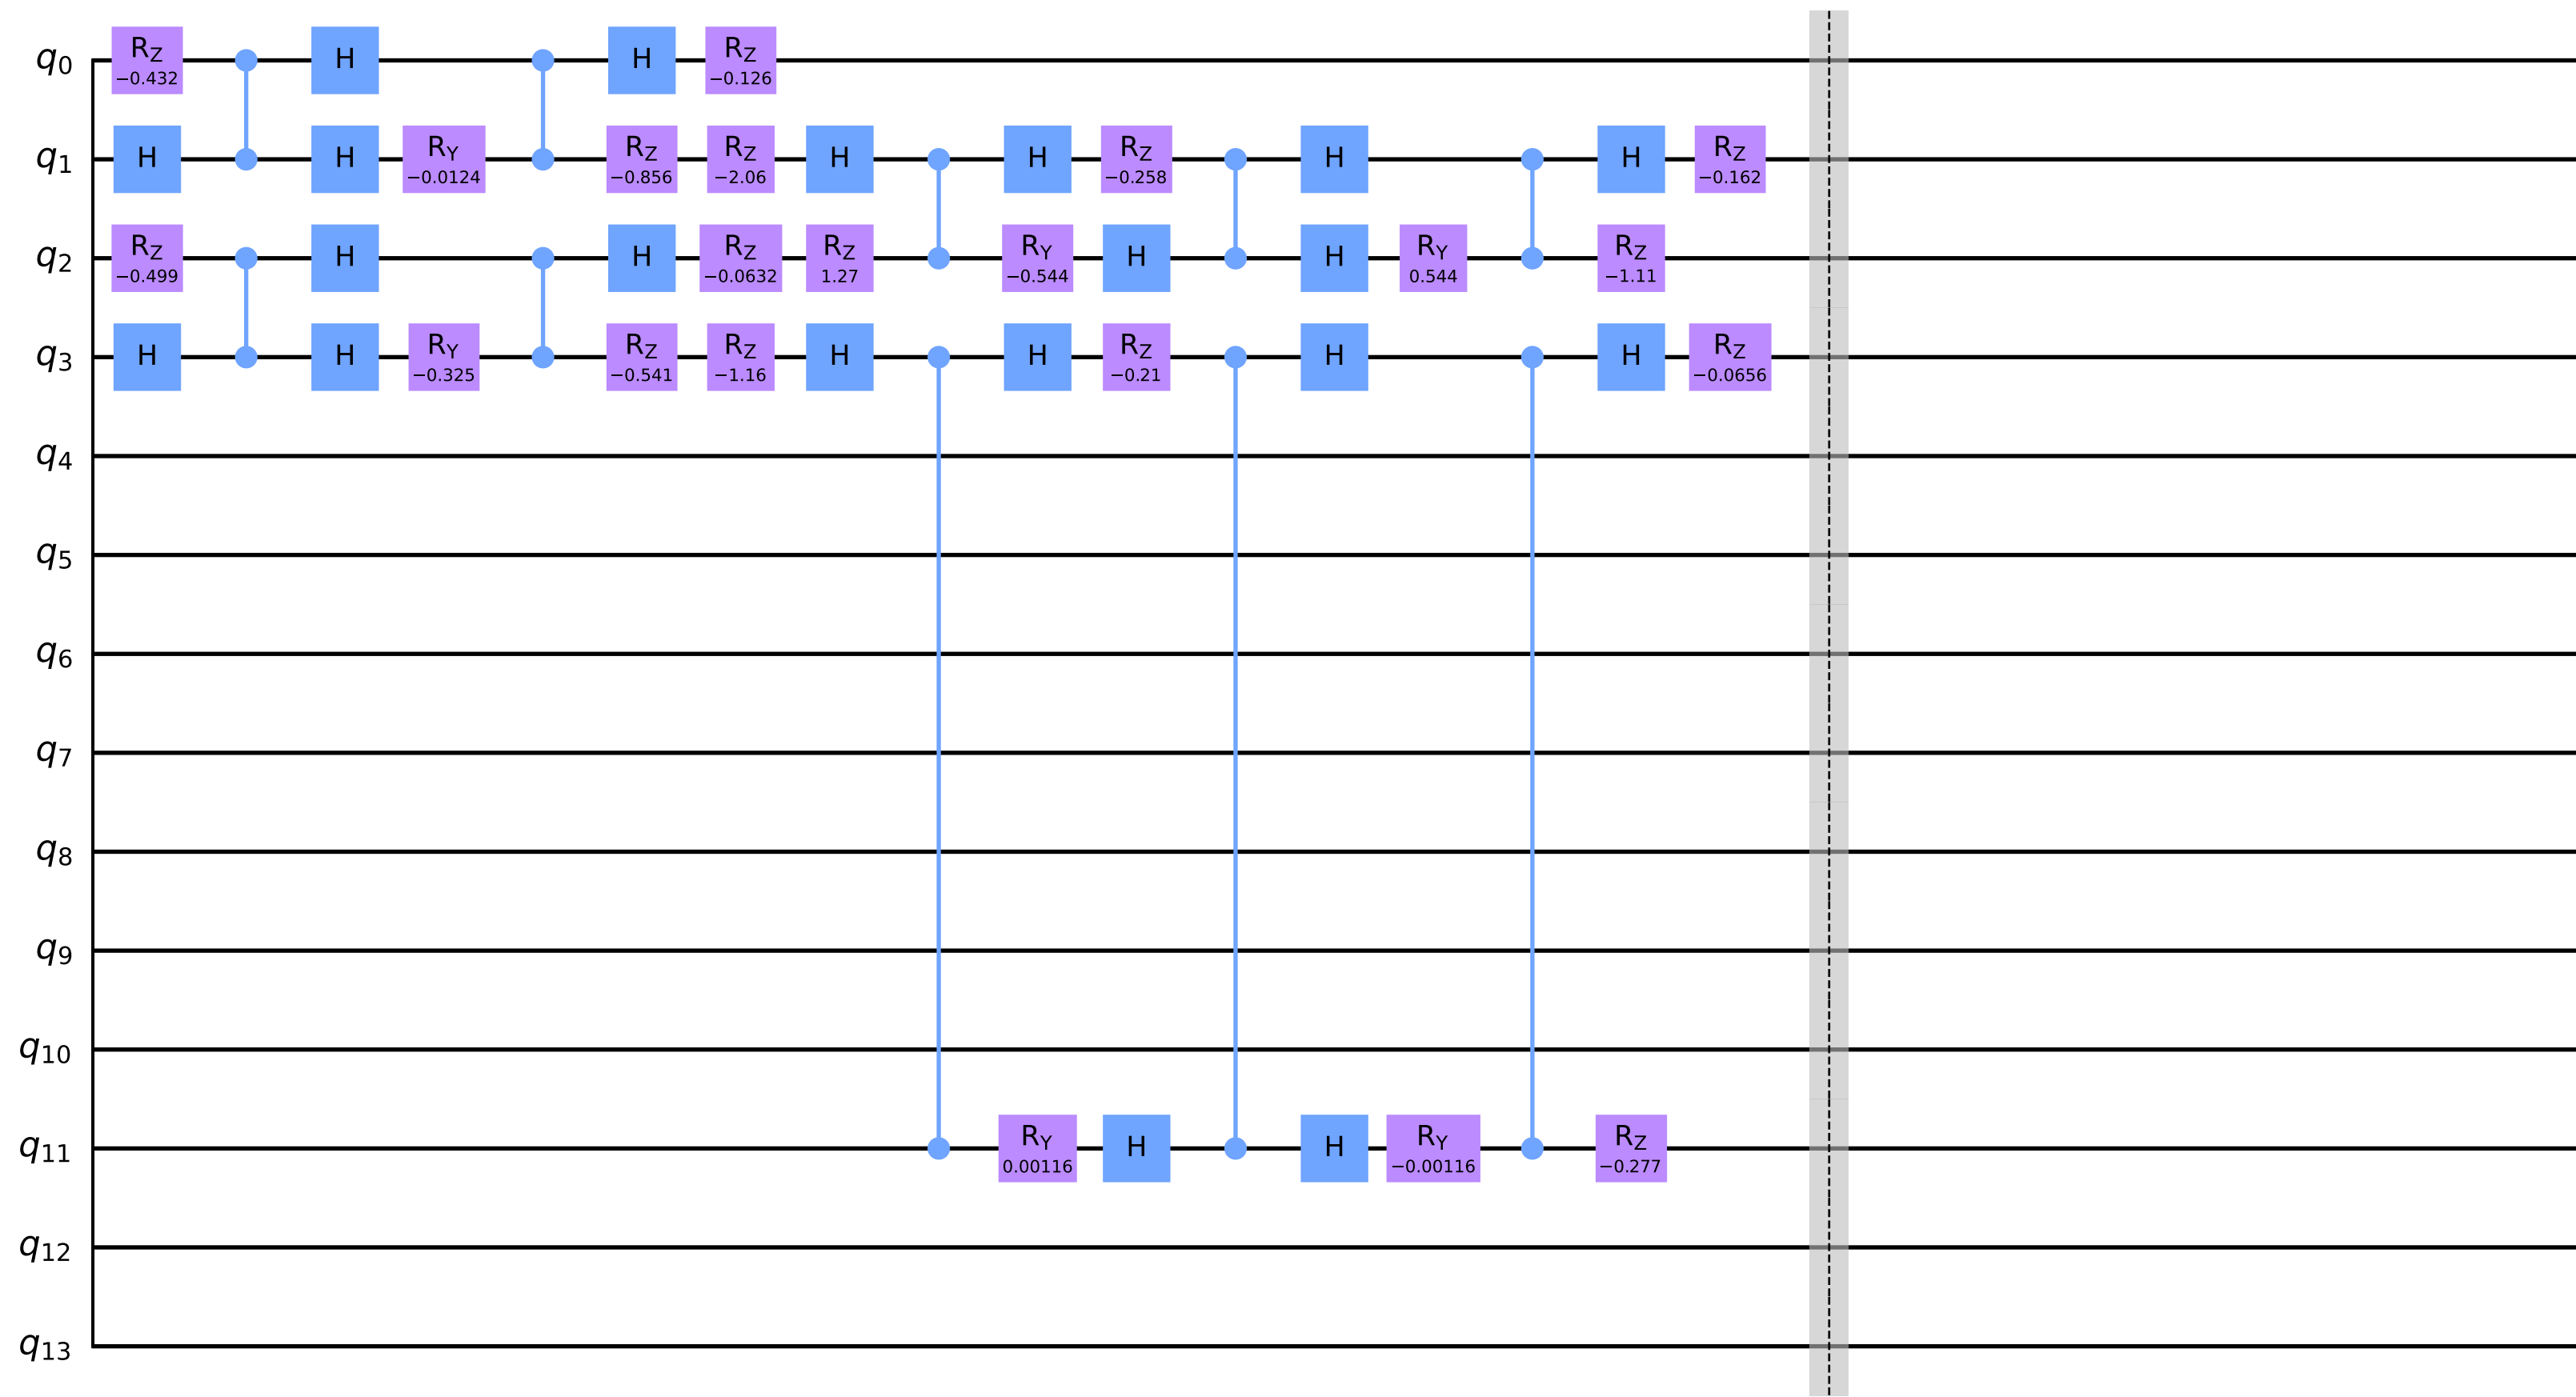 q0 RZ −0.432 H H RZ −0.126
q1 H H RY −0.0124 RZ −0.856 RZ −2.06 H H RZ −0.258 H H RZ −0.162
q2 RZ −0.499 H H RZ −0.0632 RZ 1.27 RY −0.544 H H RY 0.544 RZ −1.11
q3 H H RY −0.325 RZ −0.541 RZ −1.16 H H RZ −0.21 H H RZ −0.0656
q4
q5
q6
q7
q8
q9
q10
q11 RY 0.00116 H H RY −0.00116 RZ −0.277
q12
q13